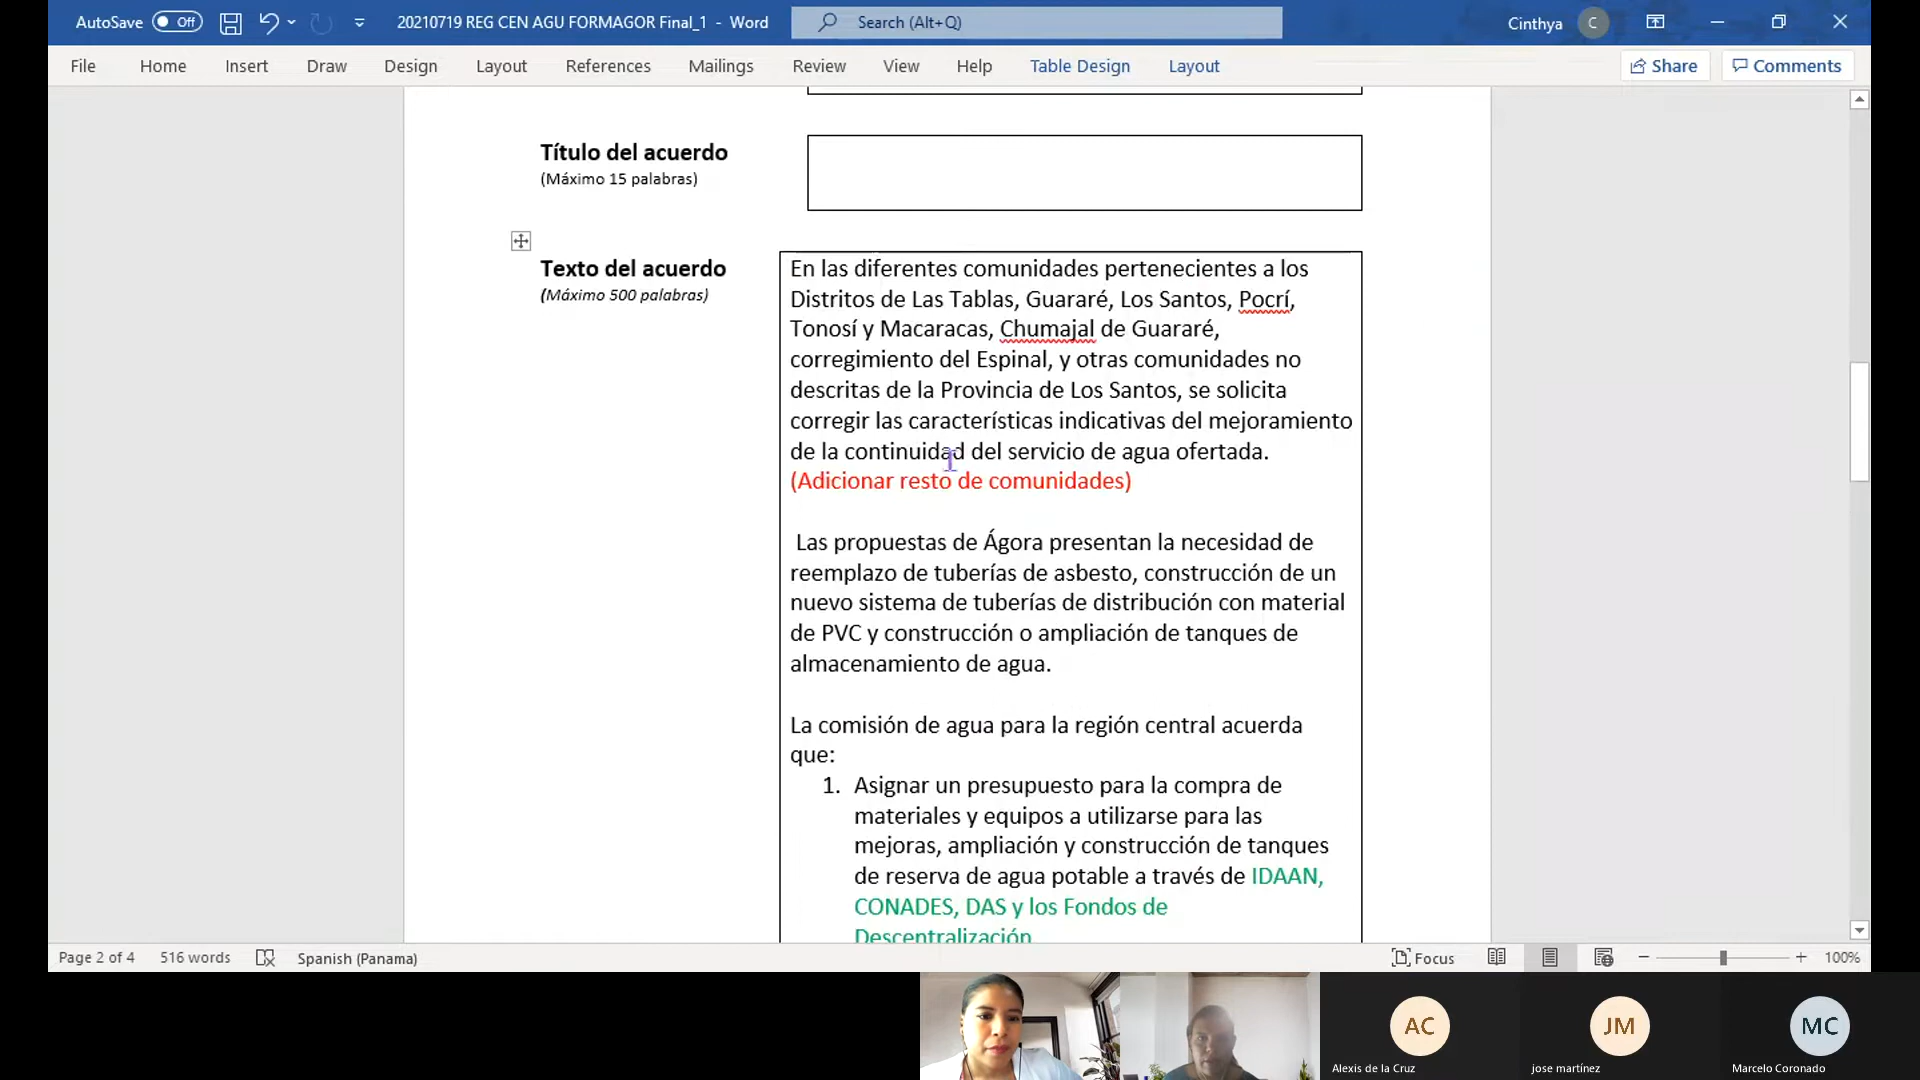 AutoSave Off 20210719 REG CEN AGU FORMAGOR Final_1 - Word Search (Alt+Q) Cinthya C
File Home Insert Draw Design Layout References Mailings Review View Help Table Design Layout Share Comments
Título del acuerdo
(Máximo 15 palabras)
Texto del acuerdo
(Máximo 500 palabras)
En las diferentes comunidades pertenecientes a los
Distritos de Las Tablas, Guararé, Los Santos, Pocrí,
Tonosí y Macaracas, Chumajal de Guararé,
corregimiento del Espinal, y otras comunidades no
descritas de la Provincia de Los Santos, se solicita
corregir las características indicativas del mejoramiento
de la continuidad del servicio de agua ofertada.
(Adicionar resto de comunidades)
Las propuestas de Ágora presentan la necesidad de
reemplazo de tuberías de asbesto, construcción de un
nuevo sistema de tuberías de distribución con material
de PVC y construcción o ampliación de tanques de
almacenamiento de agua.
La comisión de agua para la región central acuerda
que:
1. Asignar un presupuesto para la compra de
materiales y equipos a utilizarse para las
mejoras, ampliación y construcción de tanques
de reserva de agua potable a través de IDAAN,
CONADES, DAS y los Fondos de
Descentralización
Page 2 of 4 516 words Spanish (Panama) Focus 100%
AC JM MC
Alexis de la Cruz jose martínez Marcelo Coronado